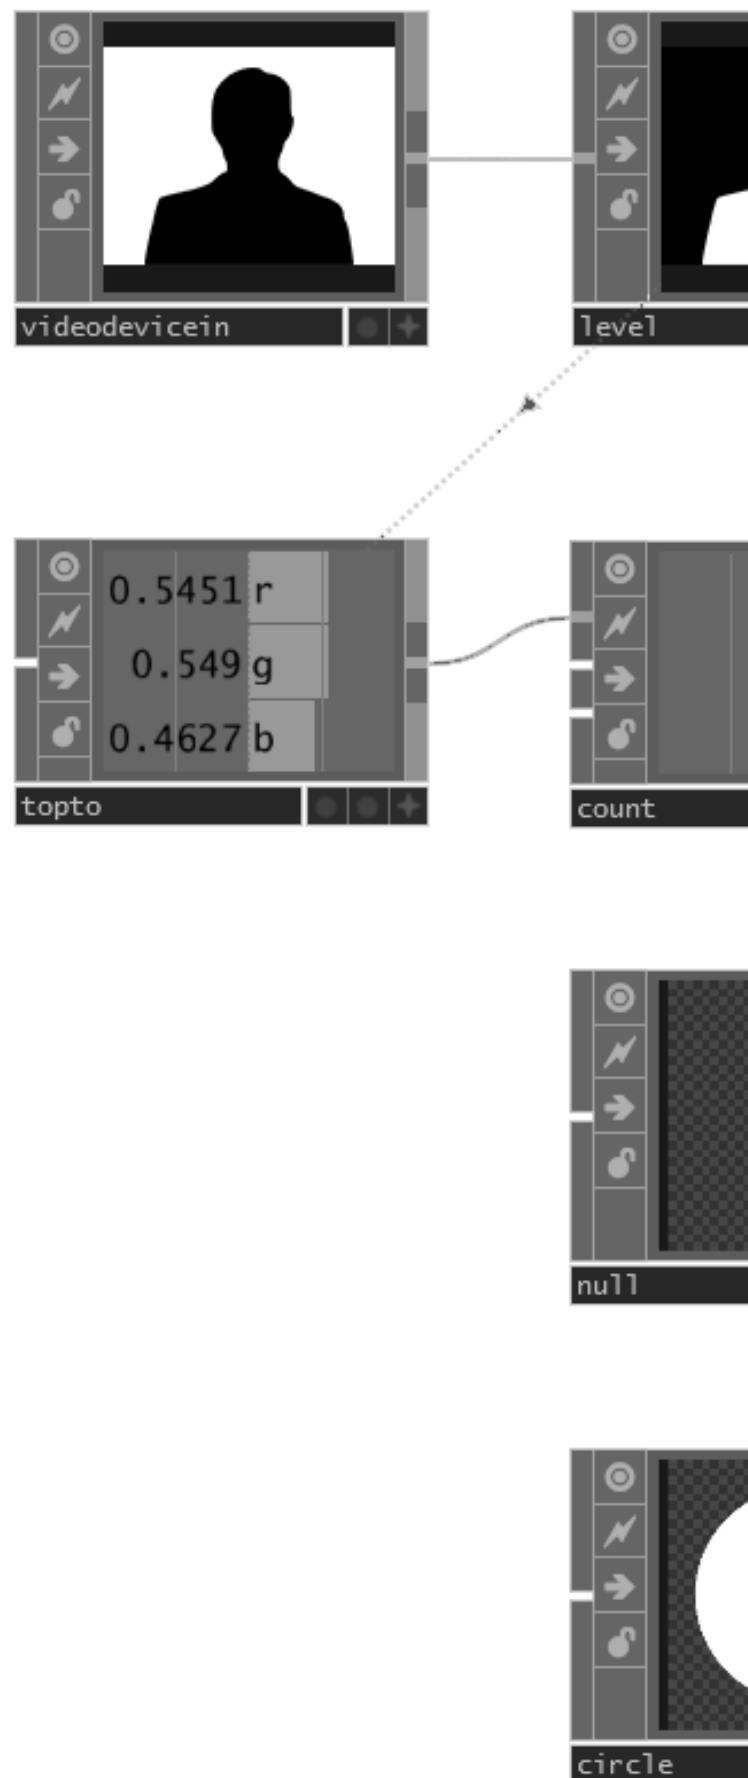 videodevicein
level
0.5451 r
0.549 g
0.4627 b
topto
count
null
circle